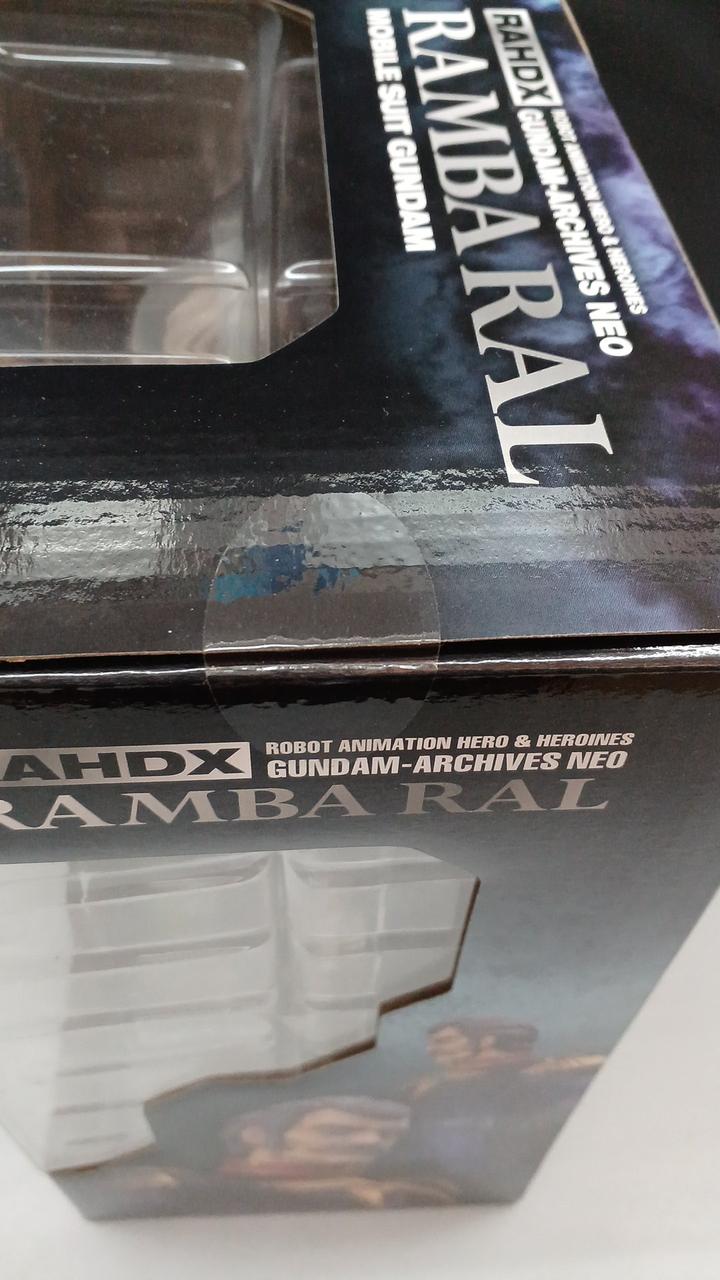 RAHDX
ROBOT ANIMATION HERO & HEROINES
GUNDAM-ARCHIVES NEO
RAMBA RAL
MOBILE SUIT GUNDAM
RAHDX
ROBOT ANIMATION HERO & HEROINES
GUNDAM-ARCHIVES NEO
RAMBA RAL